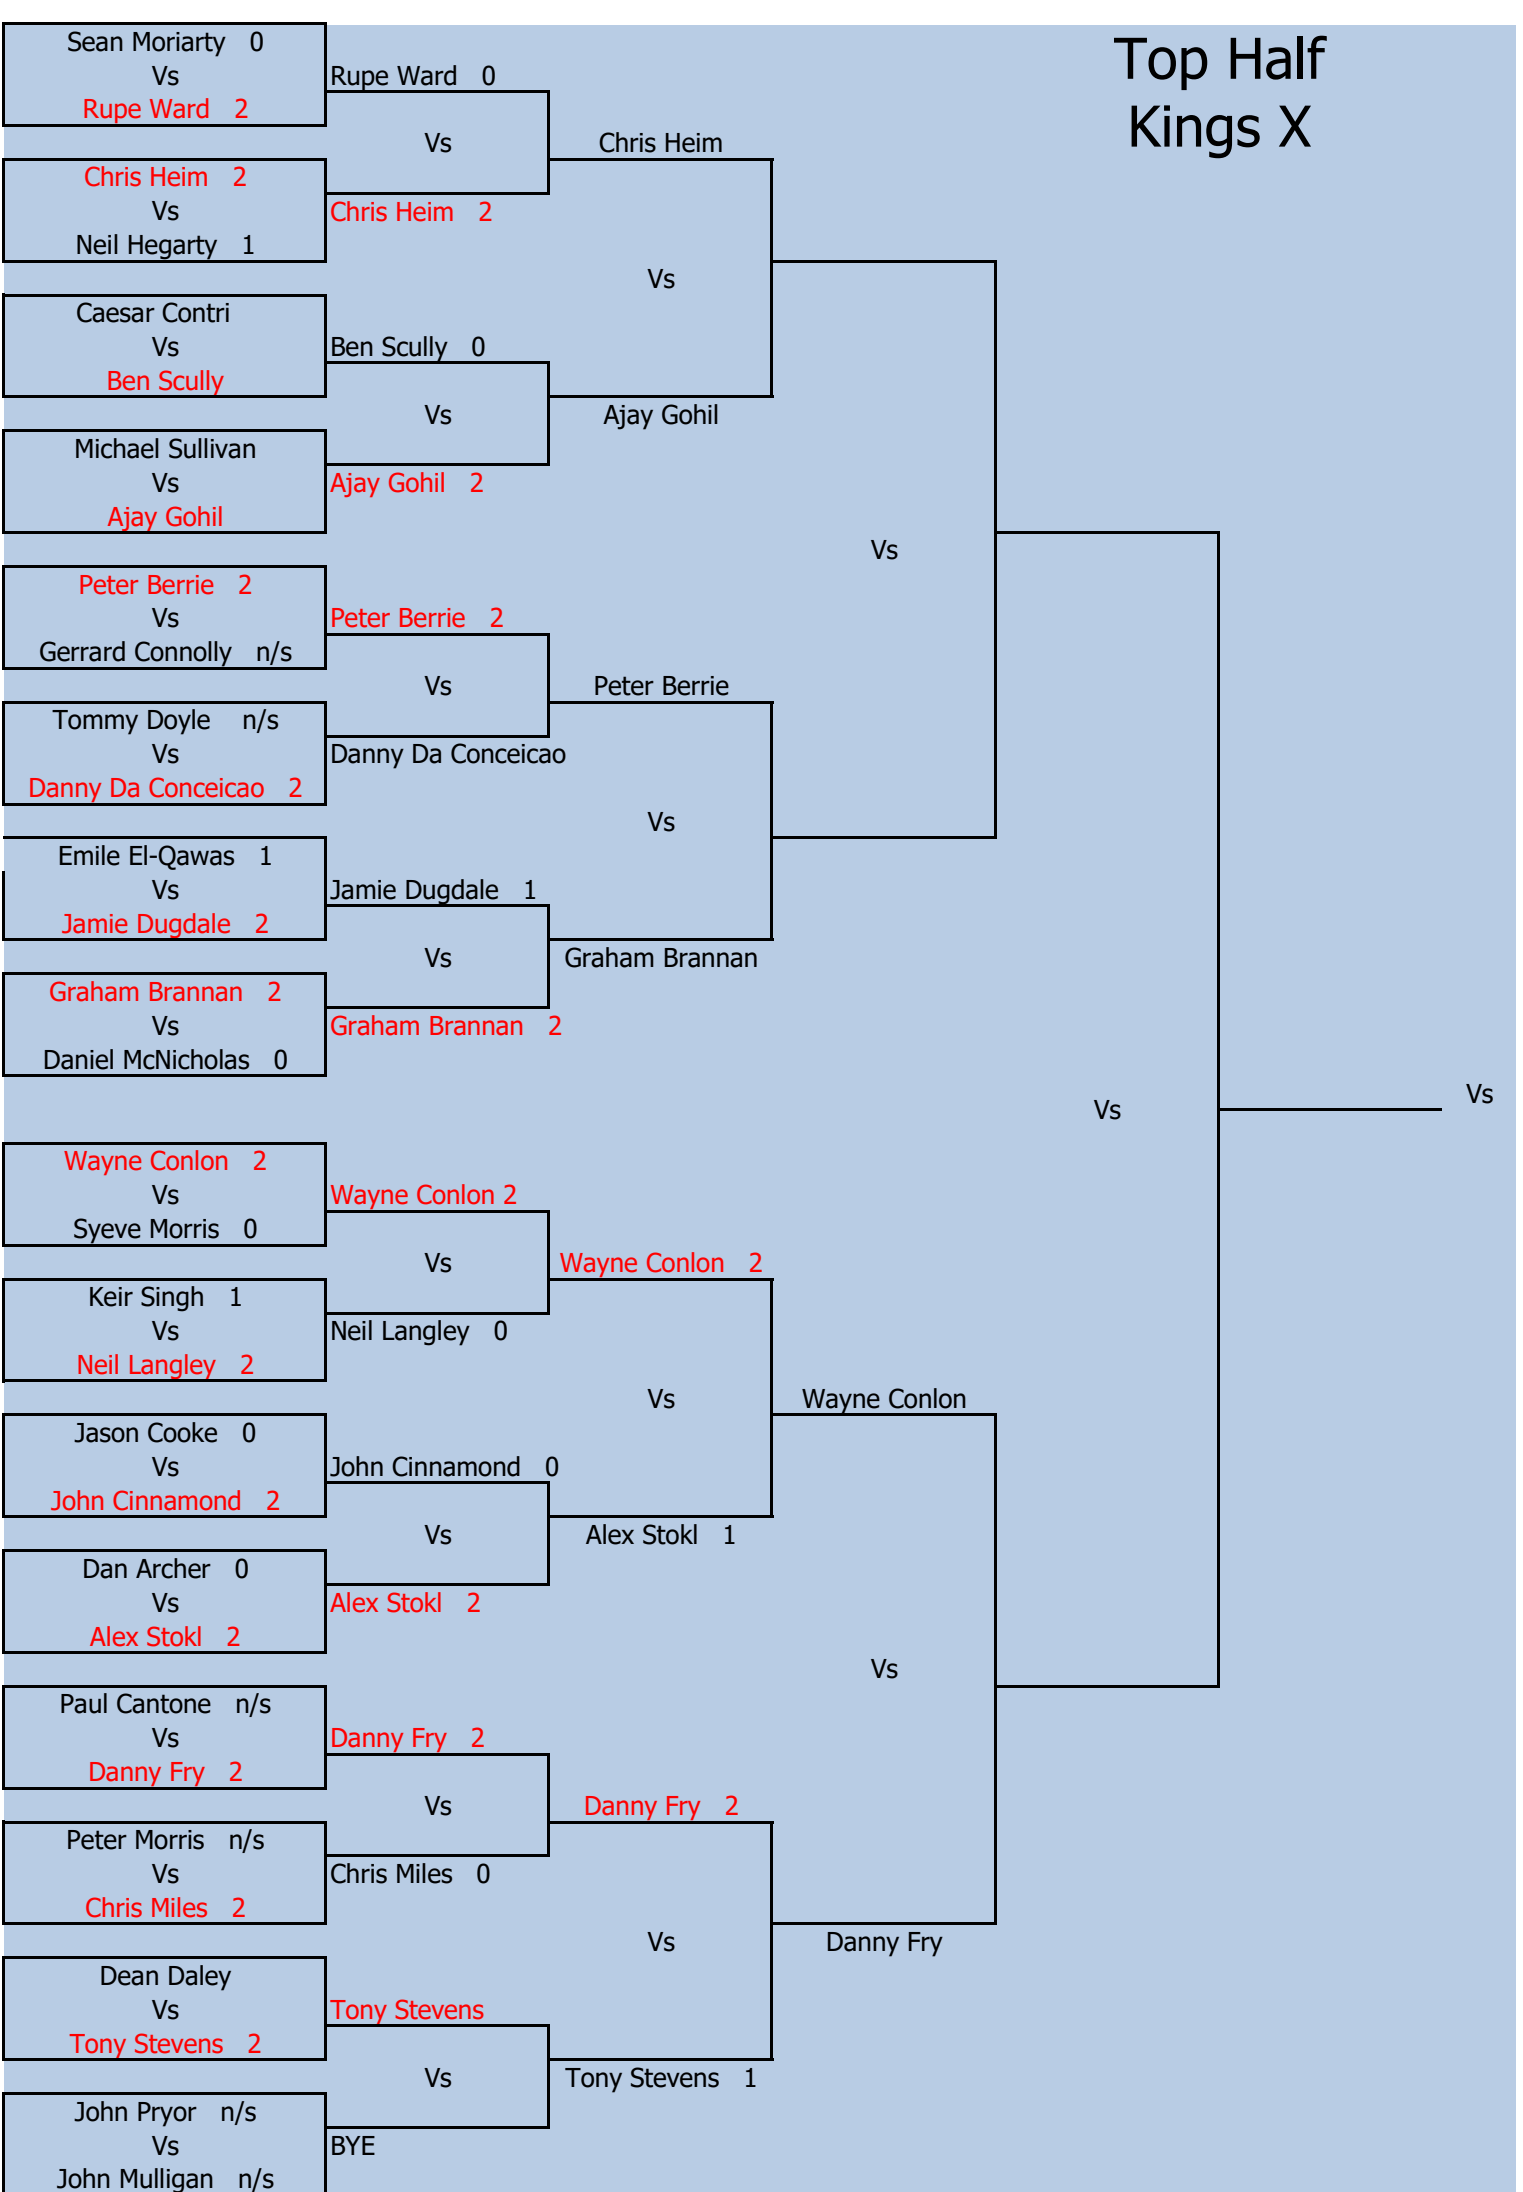 Top Half
Kings X
Sean Moriarty 0
Vs
Rupe Ward 2
Chris Heim 2
Vs
Neil Hegarty 1
Caesar Contri
Vs
Ben Scully
Michael Sullivan
Vs
Ajay Gohil
Peter Berrie 2
Vs
Gerrard Connolly n/s
Tommy Doyle n/s
Vs
Danny Da Conceicao 2
Emile El-Qawas 1
Vs
Jamie Dugdale 2
Graham Brannan 2
Vs
Daniel McNicholas 0
Wayne Conlon 2
Vs
Syeve Morris 0
Keir Singh 1
Vs
Neil Langley 2
Jason Cooke 0
Vs
John Cinnamond 2
Dan Archer 0
Vs
Alex Stokl 2
Paul Cantone n/s
Vs
Danny Fry 2
Peter Morris n/s
Vs
Chris Miles 2
Dean Daley
Vs
Tony Stevens 2
John Pryor n/s
Vs
John Mulligan n/s
Rupe Ward 0
Vs
Chris Heim 2
Ben Scully 0
Vs
Ajay Gohil 2
Peter Berrie 2
Vs
Danny Da Conceicao
Jamie Dugdale 1
Vs
Graham Brannan 2
Wayne Conlon 2
Vs
Neil Langley 0
John Cinnamond 0
Vs
Alex Stokl 2
Danny Fry 2
Vs
Chris Miles 0
Tony Stevens
Vs
BYE
Chris Heim
Vs
Ajay Gohil
Peter Berrie
Vs
Graham Brannan
Wayne Conlon 2
Vs
Alex Stokl 1
Danny Fry 2
Vs
Tony Stevens 1
Vs
Wayne Conlon
Vs
Danny Fry
Vs
Vs